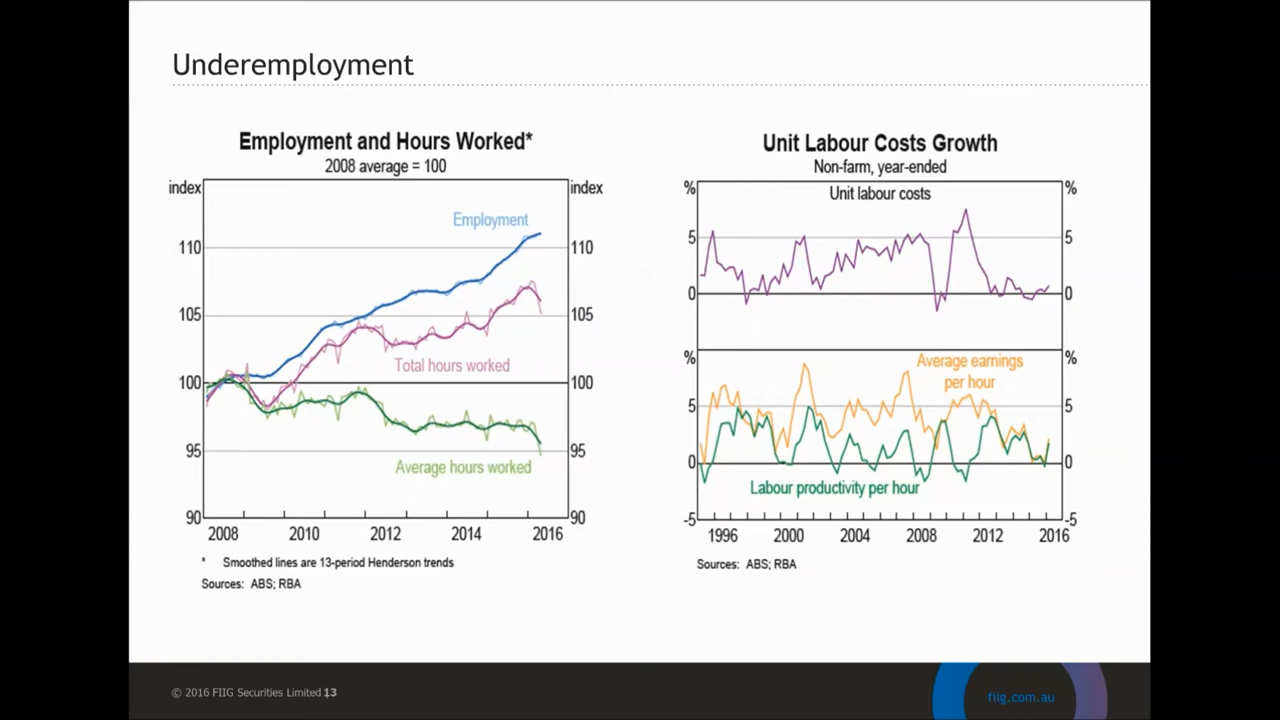 Underemployment
Employment and Hours Worked*
2008 average = 100
index
index
Employment
110
110
105
105
Total hours worked
100
100
95
95
Average hours worked
90
90
2008
2010
2012
2014
2016
* Smoothed lines are 13-period Henderson trends
Sources: ABS; RBA
Unit Labour Costs Growth
Non-farm, year-ended
%
%
Unit labour costs
5
5
0
0
%
%
Average earnings
per hour
5
5
0
0
Labour productivity per hour
-5
-5
1996
2000
2004
2008
2012
2016
Sources: ABS; RBA
© 2016 FIIG Securities Limited 13
fiig.com.au